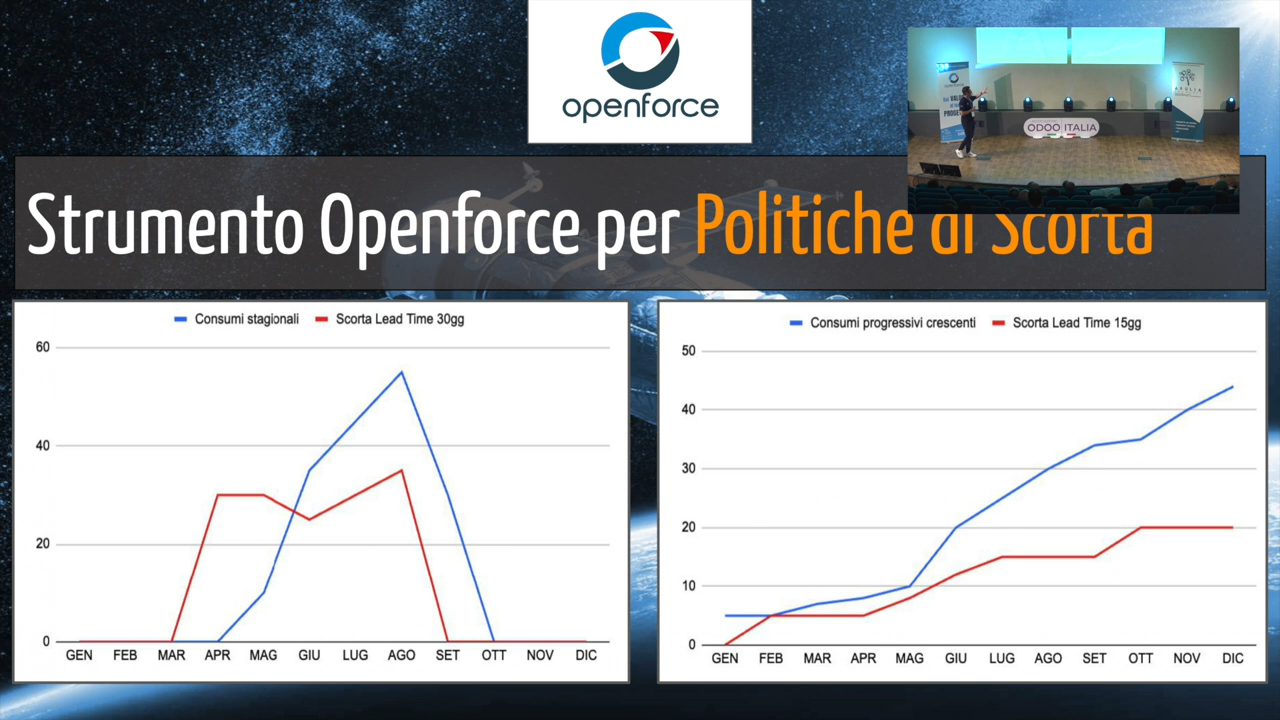 openforce
ODOO ITALIA
Strumento Openforce per Politiche di Scorta
Consumi stagionali Scorta Lead Time 30gg
60
40
20
0
GEN FEB MAR APR MAG GIU LUG AGO SET OTT NOV DIC
Consumi progressivi crescenti Scorta Lead Time 15gg
50
40
30
20
10
0
GEN FEB MAR APR MAG GIU LUG AGO SET OTT NOV DIC